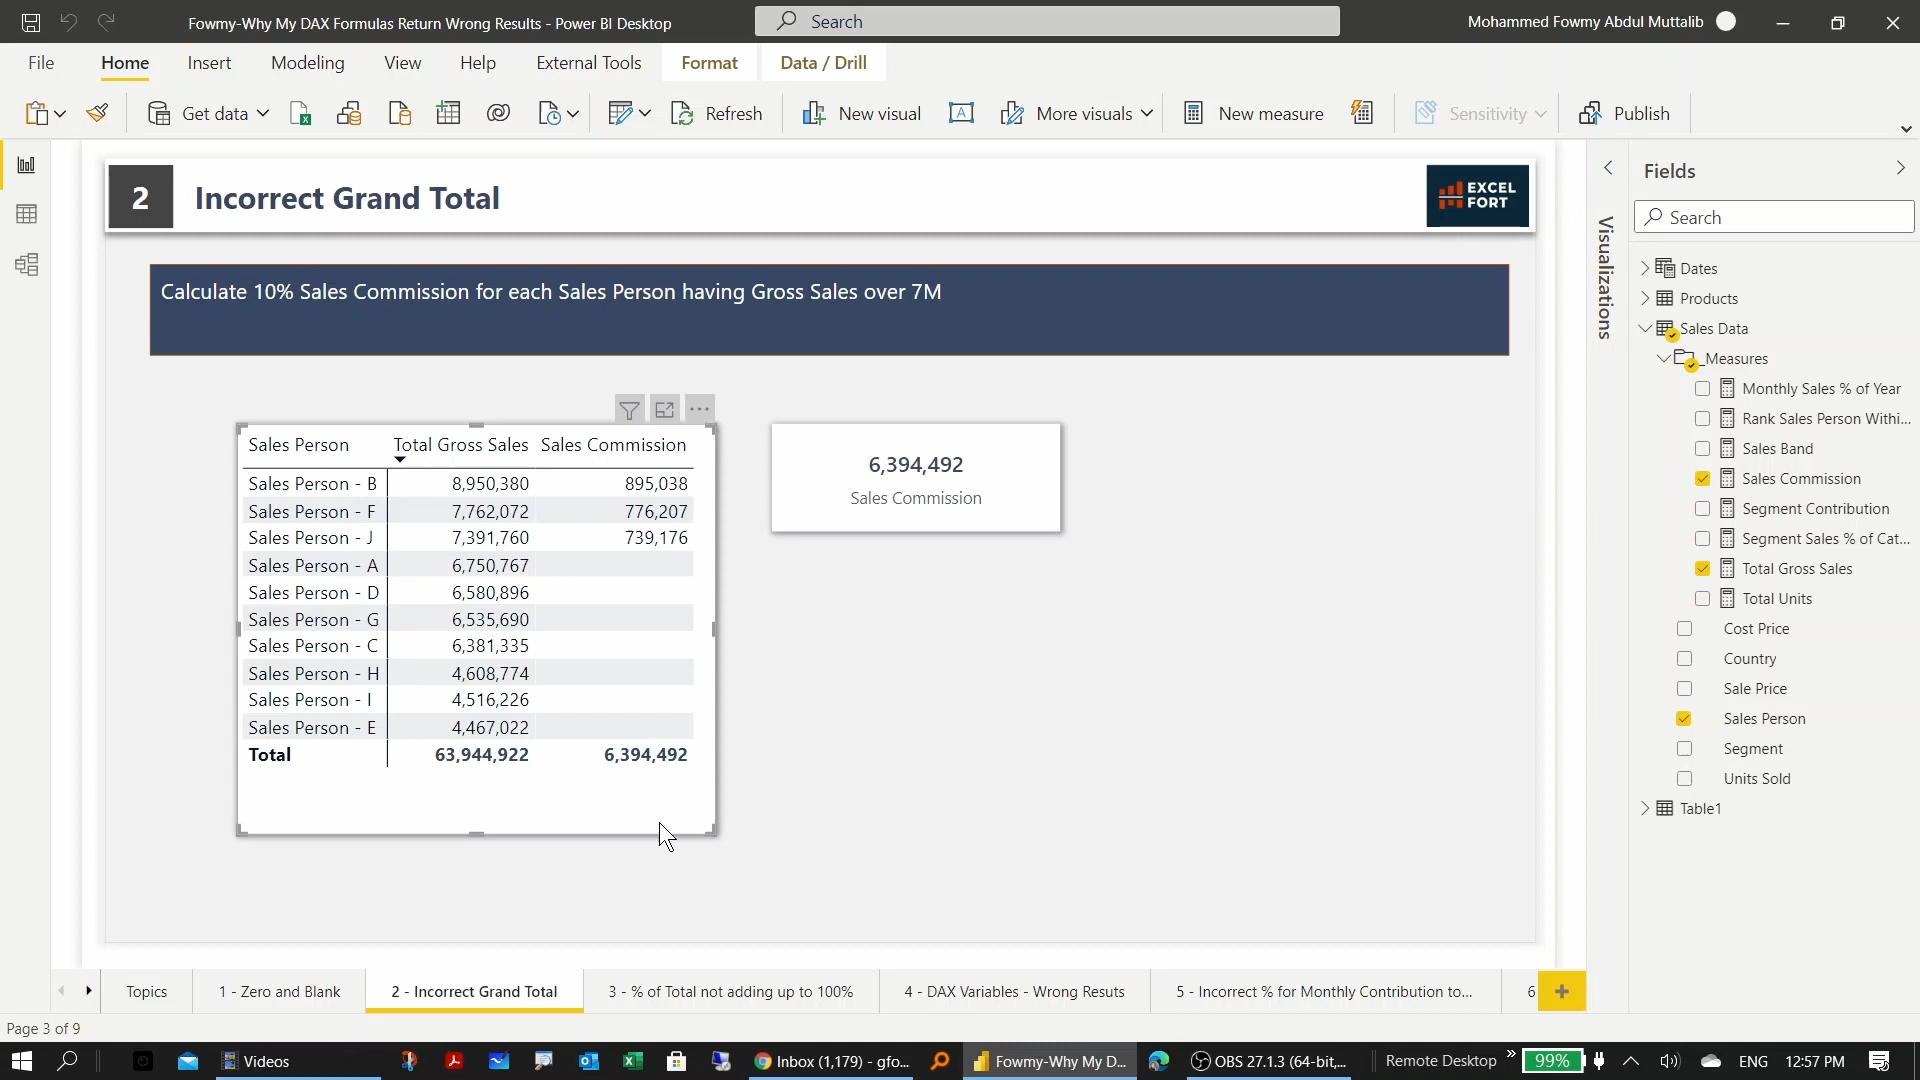 Fowmy-Why My DAX Formulas Return Wrong Results - Power BI Desktop
Search
Mohammed Fowmy Abdul Muttalib
File Home Insert Modeling View Help External Tools Format Data / Drill
Get data Refresh New visual More visuals New measure Sensitivity Publish
2 Incorrect Grand Total
EXCEL
FORT
Calculate 10% Sales Commission for each Sales Person having Gross Sales over 7M
Sales Person Total Gross Sales Sales Commission
Sales Person - B 8,950,380 895,038
Sales Person - F 7,762,072 776,207
Sales Person - J 7,391,760 739,176
Sales Person - A 6,750,767
Sales Person - D 6,580,896
Sales Person - G 6,535,690
Sales Person - C 6,381,335
Sales Person - H 4,608,774
Sales Person - I 4,516,226
Sales Person - E 4,467,022
Total 63,944,922 6,394,492
6,394,492
Sales Commission
Visualizations
Fields
Search
Dates
Products
Sales Data
_Measures
Monthly Sales % of Year
Rank Sales Person Withi...
Sales Band
Sales Commission
Segment Contribution
Segment Sales % of Cat...
Total Gross Sales
Total Units
Cost Price
Country
Sale Price
Sales Person
Segment
Units Sold
Table1
Topics 1 - Zero and Blank 2 - Incorrect Grand Total 3 - % of Total not adding up to 100% 4 - DAX Variables - Wrong Resuts 5 - Incorrect % for Monthly Contribution to... 6 +
Page 3 of 9
Videos Inbox (1,179) - gfo... Fowmy-Why My D... OBS 27.1.3 (64-bit,... Remote Desktop 99% ENG 12:57 PM